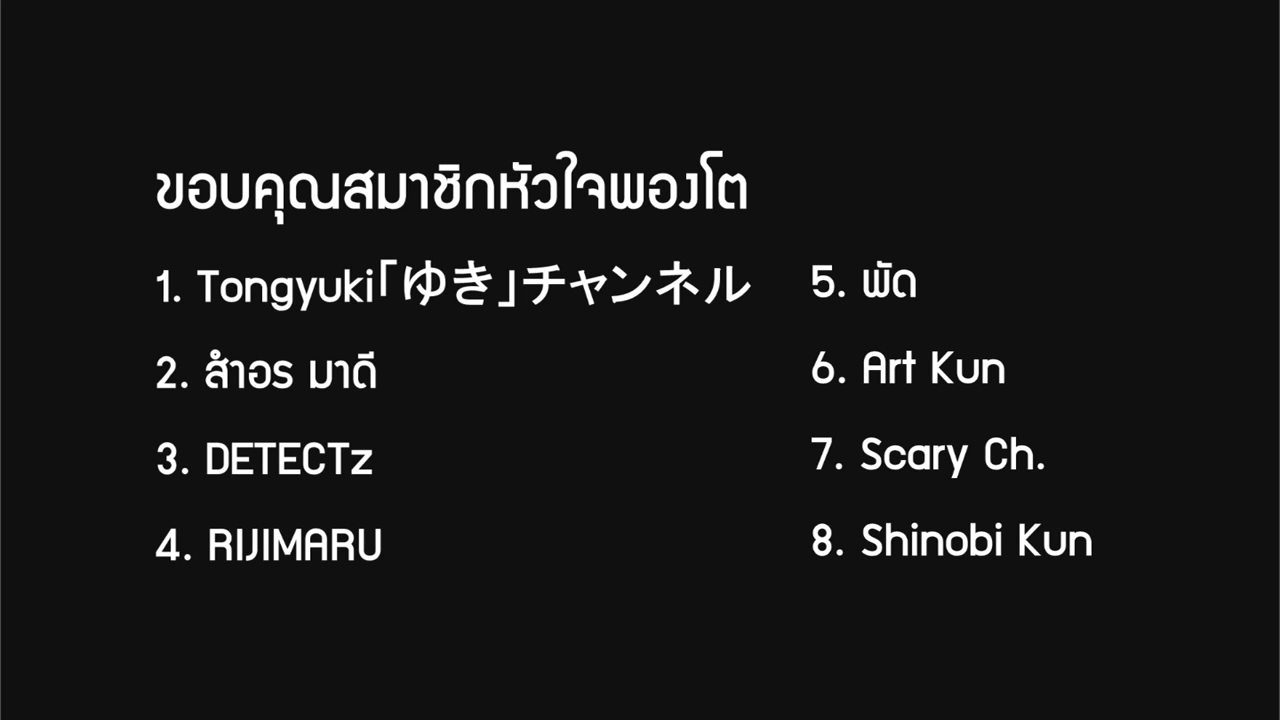 ขอบคุณสมาชิกหัวใจพองโต
1. Tongyuki「ゆき」チャンネル
2. สำอร มาดี
3. DETECTz
4. RIJIMARU
5. พัด
6. Art Kun
7. Scary Ch.
8. Shinobi Kun